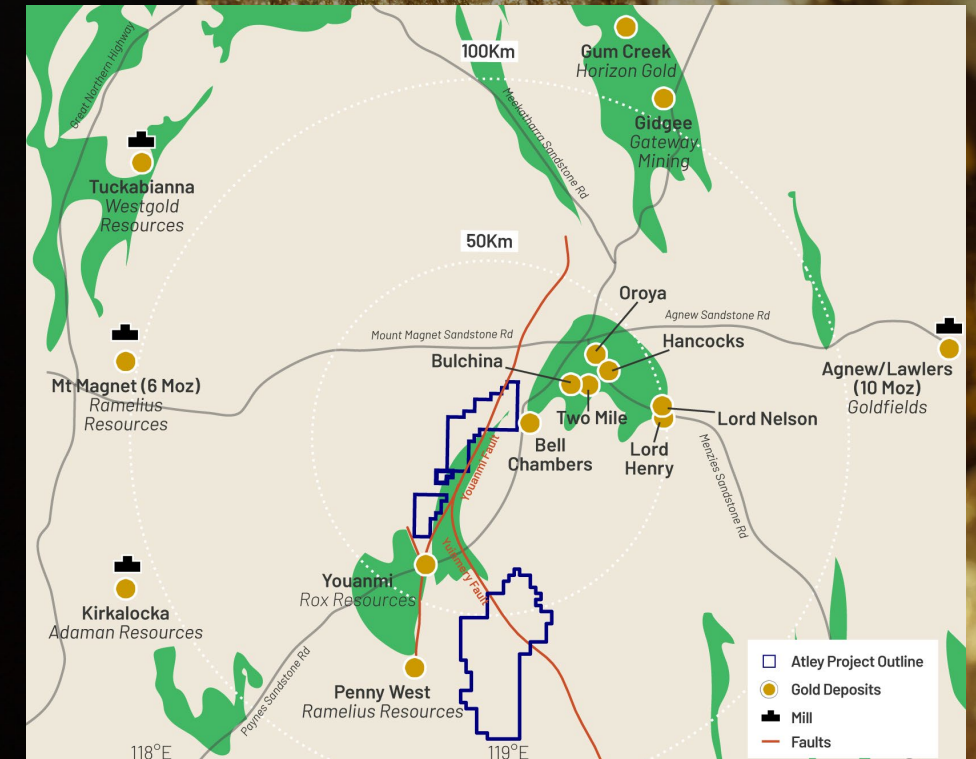 Great Northern Highway
100Km
Gum Creek
Horizon Gold
Meekatharra Sandstone Rd
Gidgee
Gateway
Mining
Tuckabianna
Westgold
Resources
50Km
Oroya
Agnew Sandstone Rd
Mount Magnet Sandstone Rd
Hancocks
Bulchina
Mt Magnet (6 Moz)
Ramelius
Resources
Agnew/Lawlers
(10 Moz)
Goldfields
Two Mile
Lord Nelson
Bell
Chambers
Lord
Henry
Menzies Sandstone Rd
Youanmi Fault
Yuinmery Fault
Youanmi
Rox Resources
Kirkalocka
Adaman Resources
Paynes Sandstone Rd
Penny West
Ramelius Resources
Atley Project Outline
Gold Deposits
Mill
Faults
118°E
119°E